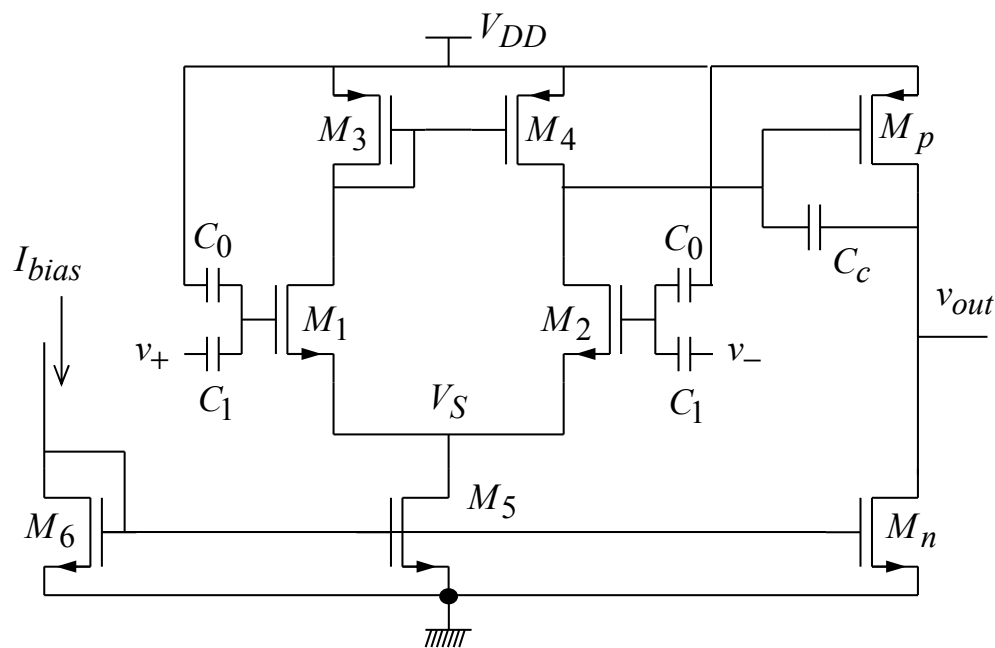 V_DD
M_3
M_4
M_p
C_0
C_0
C_c
I_bias
v_out
M_1
M_2
v_+
v_−
C_1
C_1
V_S
M_5
M_6
M_n